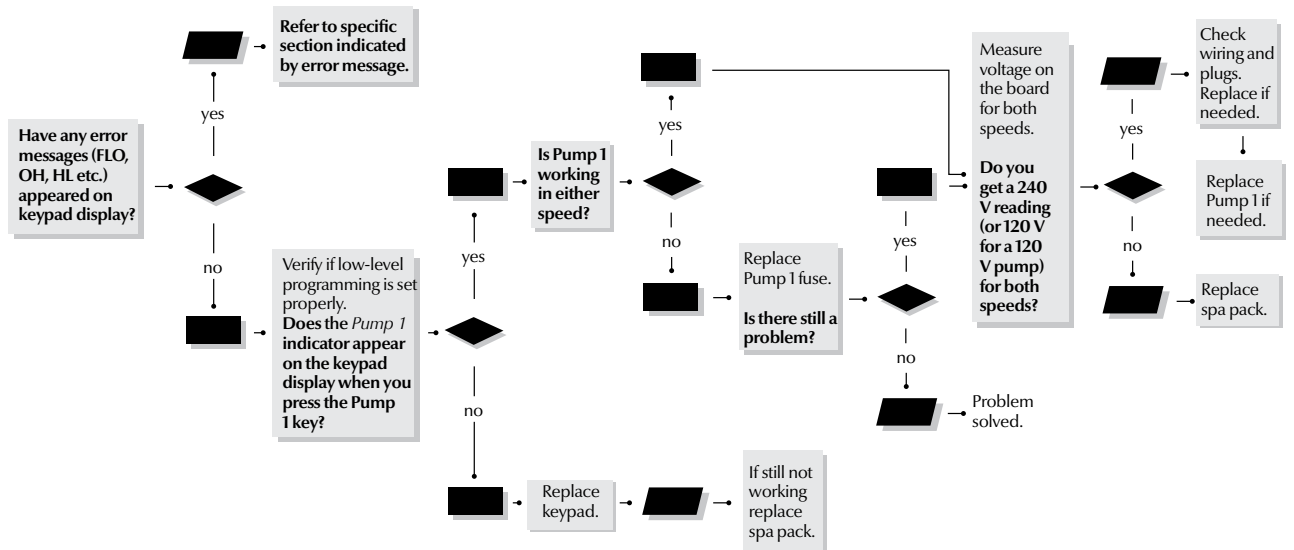 Have any error
messages (FLO,
OH, HL etc.)
appeared on
keypad display?
yes
Refer to specific
section indicated
by error message.
no
Verify if low-level
programming is set
properly.
Does the Pump 1
indicator appear
on the keypad
display when you
press the Pump
1 key?
yes
Is Pump 1
working
in either
speed?
yes
no
Replace
Pump 1 fuse.
Is there still a
problem?
yes
no
Problem
solved.
Measure
voltage on
the board
for both
speeds.
Do you
get a 240
V reading
(or 120 V
for a 120
V pump)
for both
speeds?
yes
Check
wiring and
plugs.
Replace if
needed.
Replace
Pump 1 if
needed.
no
Replace
spa pack.
no
Replace
keypad.
If still not
working
replace
spa pack.